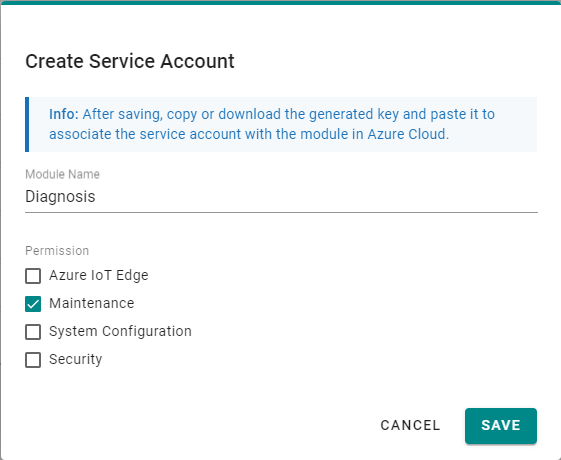 Create Service Account
Info: After saving, copy or download the generated key and paste it to
associate the service account with the module in Azure Cloud.
Module Name
Diagnosis
Permission
Azure IoT Edge
Maintenance
System Configuration
Security
CANCEL SAVE